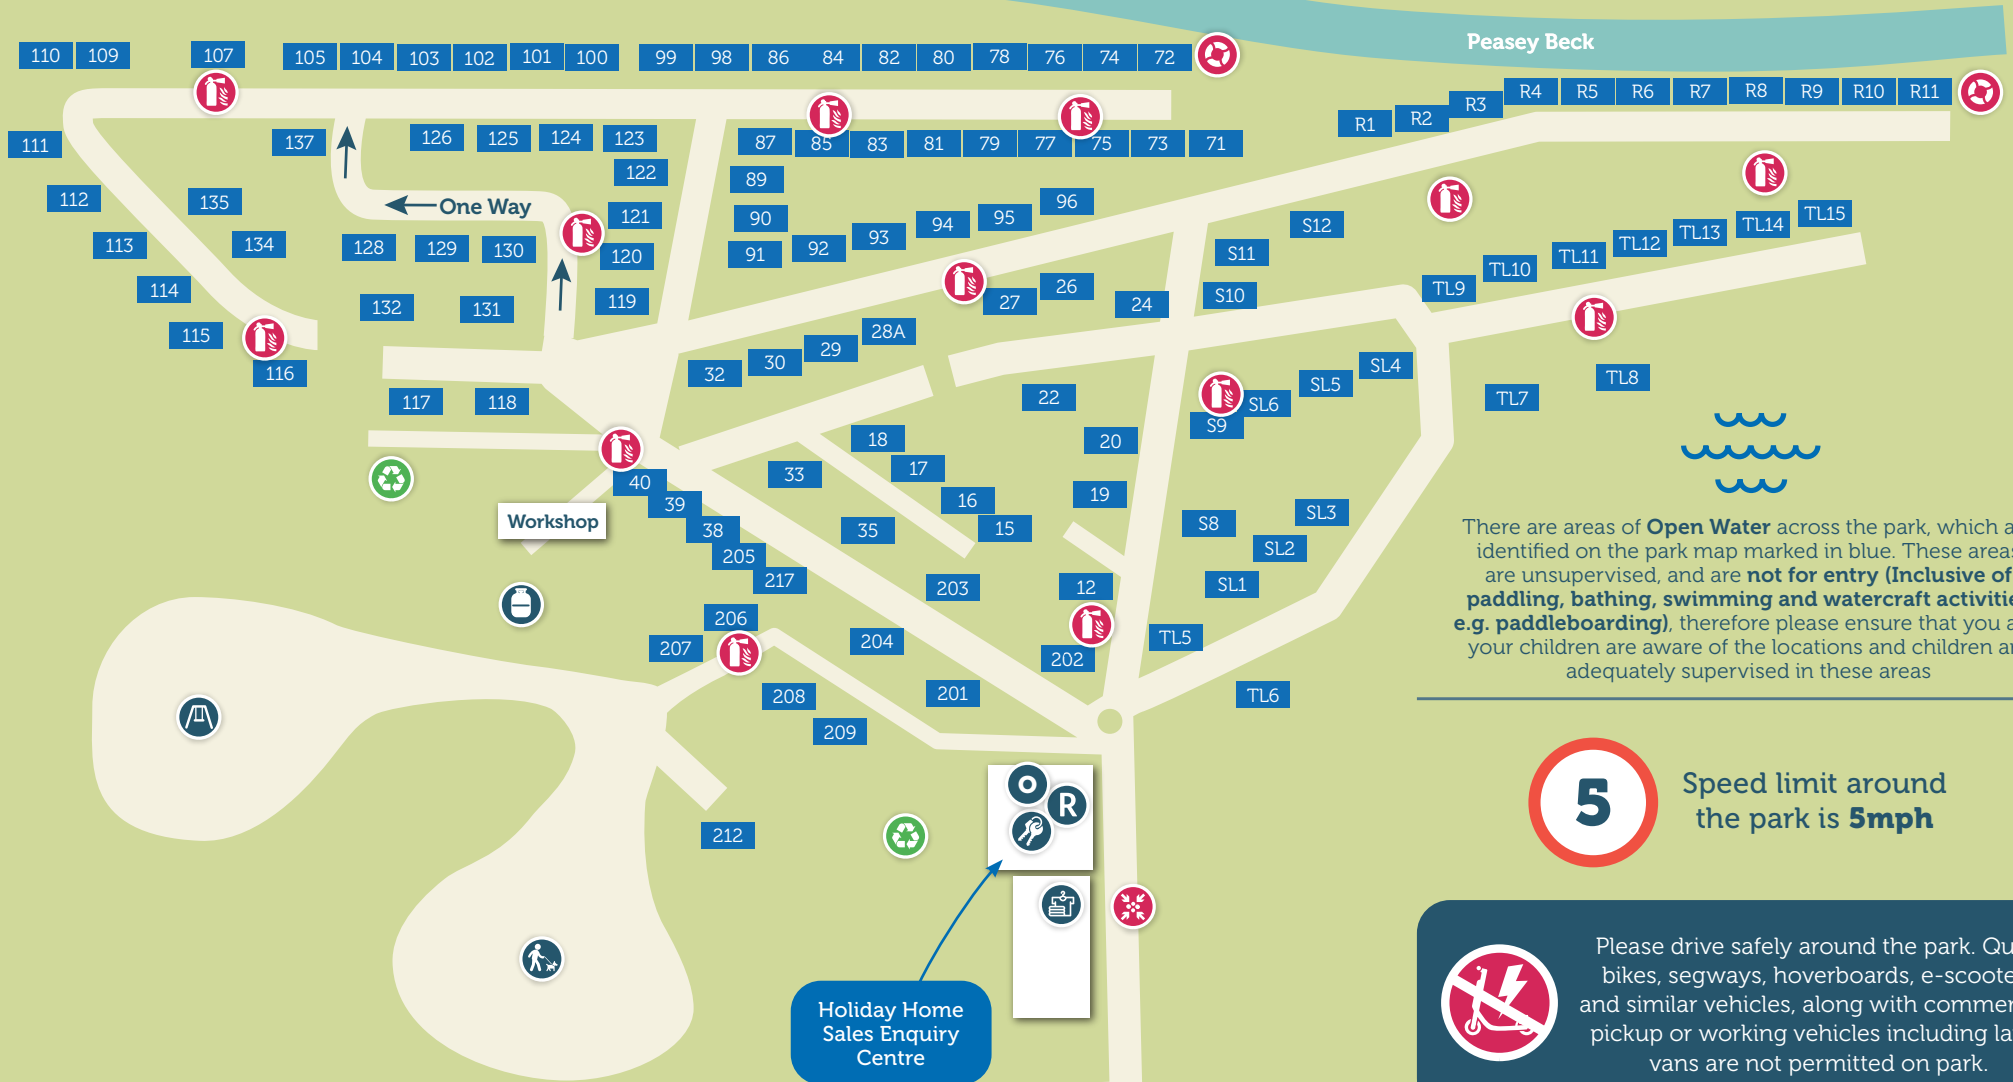 Peasey Beck
110 109 107 105 104 103 102 101 100 99 98 86 84 82 80 78 76 74 72
R1 R2 R3 R4 R5 R6 R7 R8 R9 R10 R11
111 137 126 125 124 123 87 85 83 81 79 77 75 73 71
122 89
112 135 One Way 121 90 94 95 96
113 134 128 129 130 120 91 92 93 S11 S12 TL11 TL12 TL13 TL14 TL15
114 132 131 119 27 26 24 S10 TL9 TL10
115 28A
116 32 30 29 SL4
117 118 22 SL6 SL5 TL7 TL8
18 20 S9
40 33 17 19
39 16
Workshop 38 35 15 S8 SL3
205 SL2
217 203 12 SL1
206
207 204 202 TL5
208 201 TL6
209
212
There are areas of Open Water across the park, which a
identified on the park map marked in blue. These areas
are unsupervised, and are not for entry (Inclusive of
paddling, bathing, swimming and watercraft activitie
e.g. paddleboarding), therefore please ensure that you a
your children are aware of the locations and children ar
adequately supervised in these areas
5
Speed limit around
the park is 5mph
R
Holiday Home
Sales Enquiry
Centre
Please drive safely around the park. Qu
bikes, segways, hoverboards, e-scoote
and similar vehicles, along with commer
pickup or working vehicles including la
vans are not permitted on park.